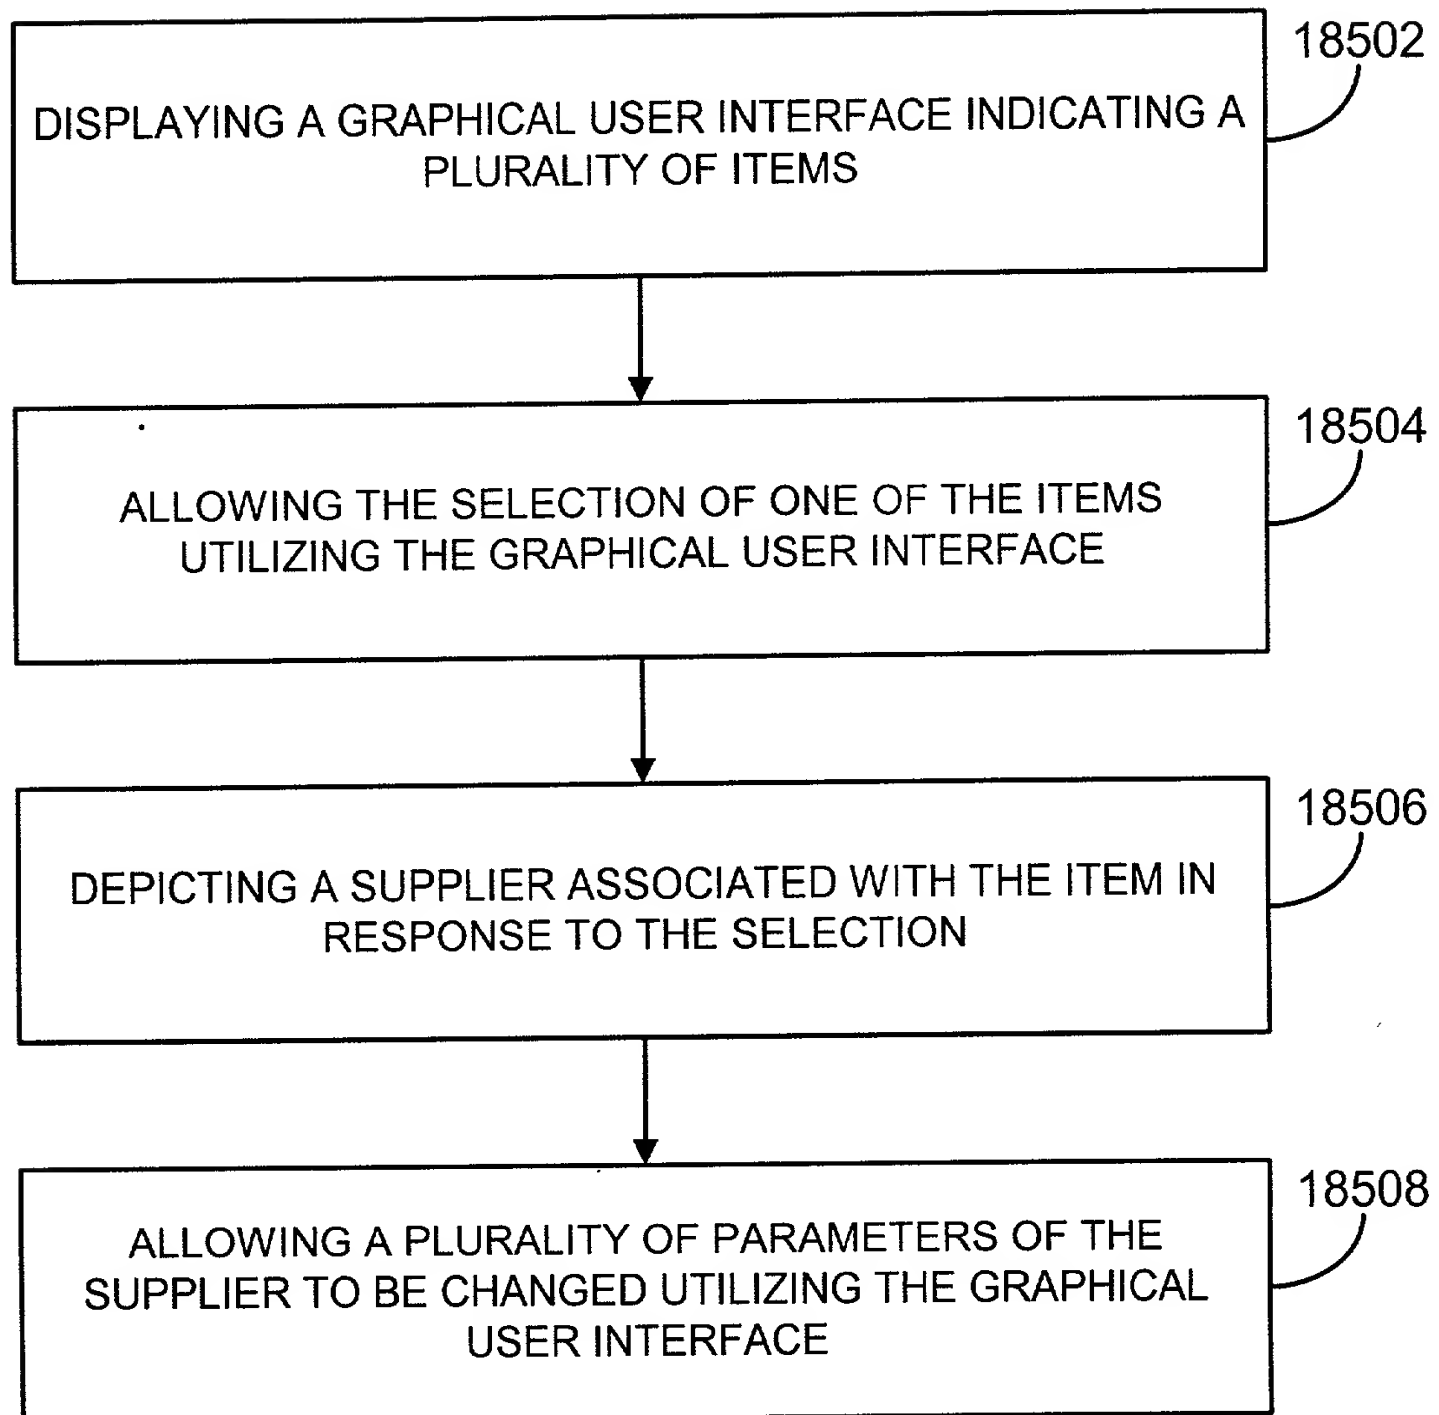 18502
DISPLAYING A GRAPHICAL USER INTERFACE INDICATING A
PLURALITY OF ITEMS
18504
ALLOWING THE SELECTION OF ONE OF THE ITEMS
UTILIZING THE GRAPHICAL USER INTERFACE
18506
DEPICTING A SUPPLIER ASSOCIATED WITH THE ITEM IN
RESPONSE TO THE SELECTION
18508
ALLOWING A PLURALITY OF PARAMETERS OF THE
SUPPLIER TO BE CHANGED UTILIZING THE GRAPHICAL
USER INTERFACE